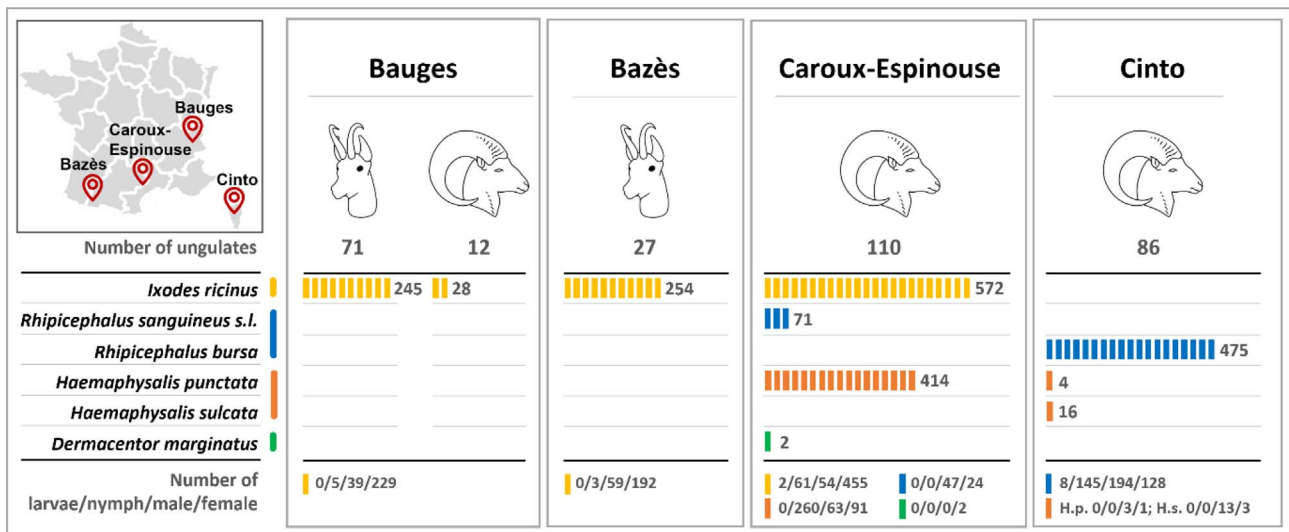 Bauges
Caroux-
Espinouse
Bazès
Cinto
Bauges
Bazès
Caroux-Espinouse
Cinto
Number of ungulates
71
12
27
110
86
Ixodes ricinus
245
28
254
572
Rhipicephalus sanguineus s.l.
71
Rhipicephalus bursa
475
Haemaphysalis punctata
414
4
Haemaphysalis sulcata
16
Dermacentor marginatus
2
Number of
larvae/nymph/male/female
0/5/39/229
0/3/59/192
2/61/54/455
0/0/47/24
0/260/63/91
0/0/0/2
8/145/194/128
H.p. 0/0/3/1; H.s. 0/0/13/3